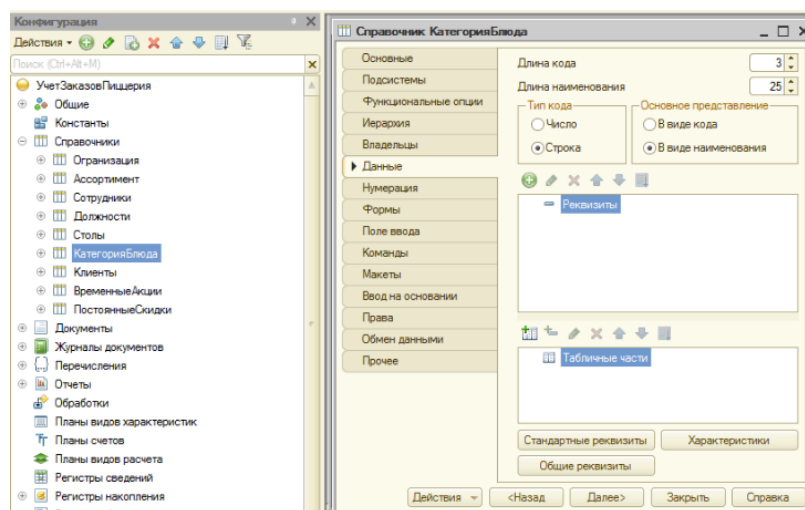 Конфигурация
Действия
Поиск (Ctrl+Alt+M)
УчетЗаказовПиццерия
Общие
Константы
Справочники
Огранизация
Ассортимент
Сотрудники
Должности
Столы
КатегорияБлюда
Клиенты
ВременныеАкции
ПостоянныеСкидки
Документы
Журналы документов
Перечисления
Отчеты
Обработки
Планы видов характеристик
Планы счетов
Планы видов расчета
Регистры сведений
Регистры накопления
Справочник КатегорияБлюда
Основные
Подсистемы
Функциональные опции
Иерархия
Владельцы
Данные
Нумерация
Формы
Поле ввода
Команды
Макеты
Ввод на основании
Права
Обмен данными
Прочее
Длина кода 3
Длина наименования 25
Тип кода
Число
Строка
Основное представление
В виде кода
В виде наименования
Реквизиты
Табличные части
Стандартные реквизиты Характеристики
Общие реквизиты
Действия <Назад Далее> Закрыть Справка